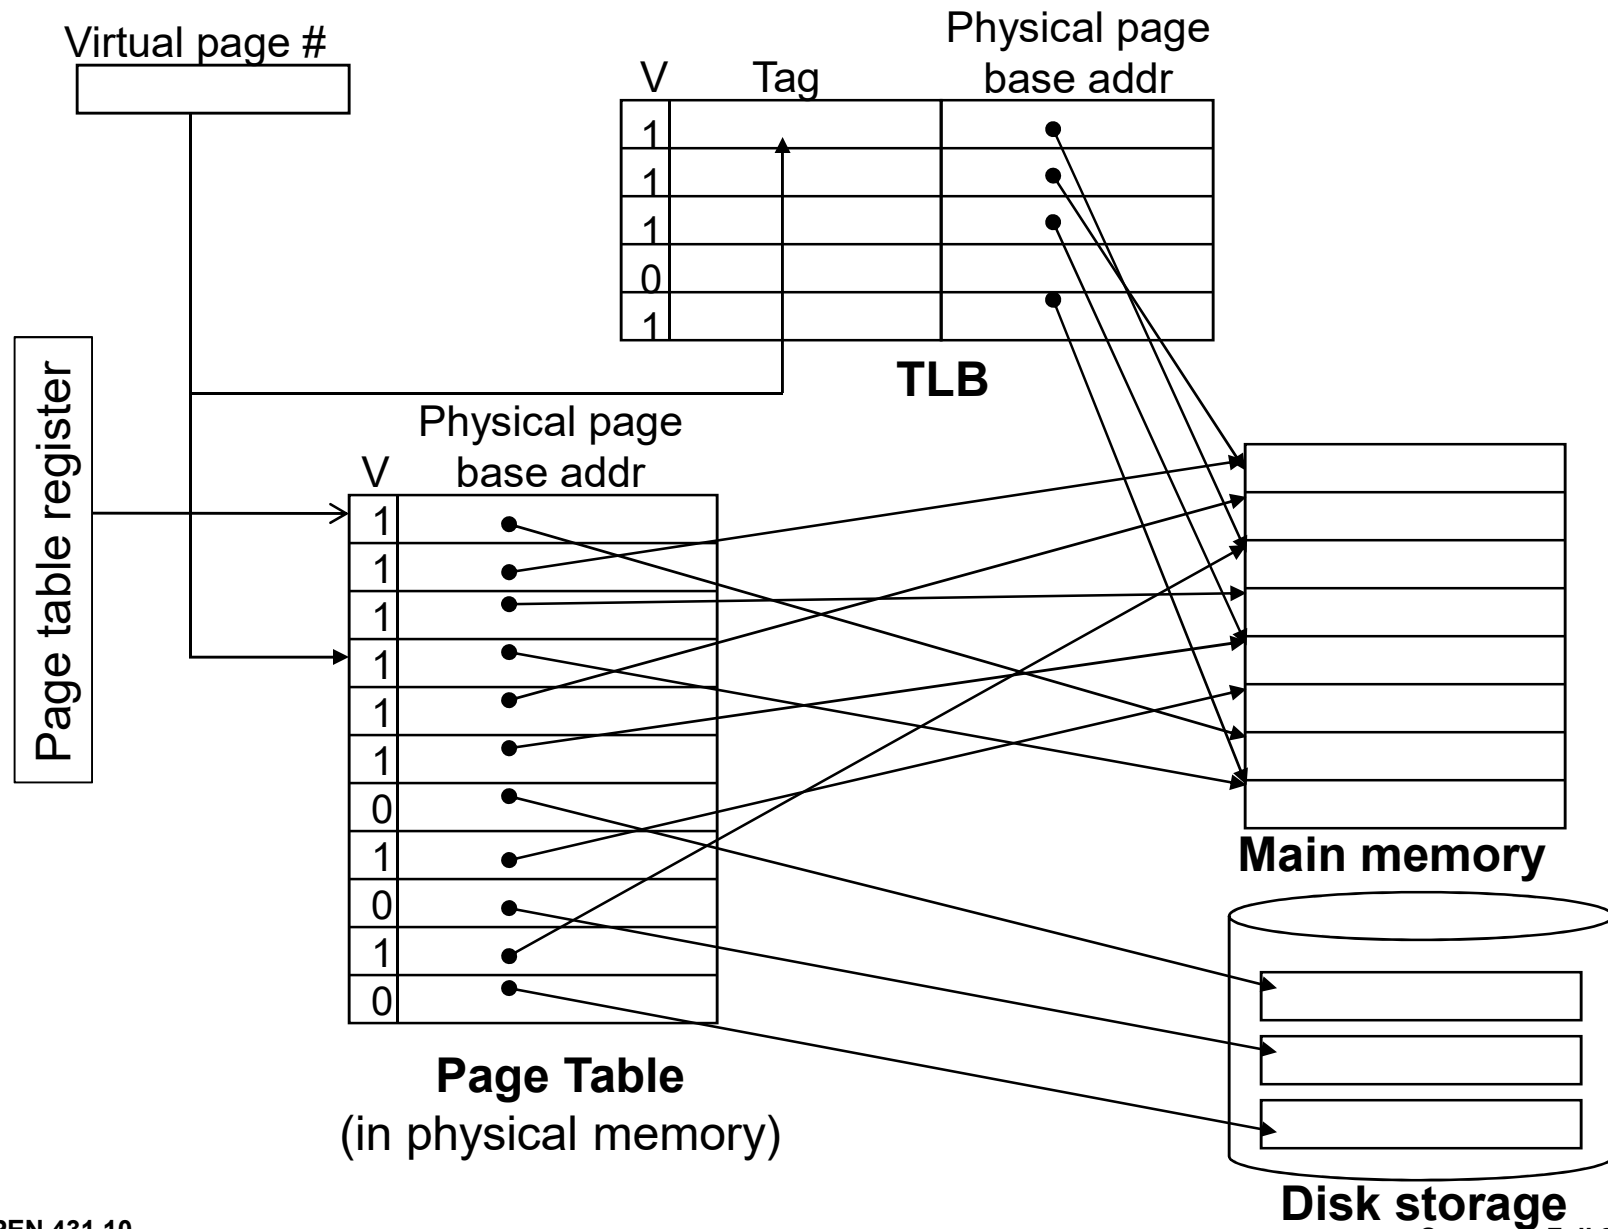 Virtual page #
Physical page
base addr
V
Tag
1
1
1
0
1
TLB
Page table register
Physical page
base addr
V
1
1
1
1
1
1
0
1
0
1
0
Page Table
(in physical memory)
Main memory
Disk storage
431.10